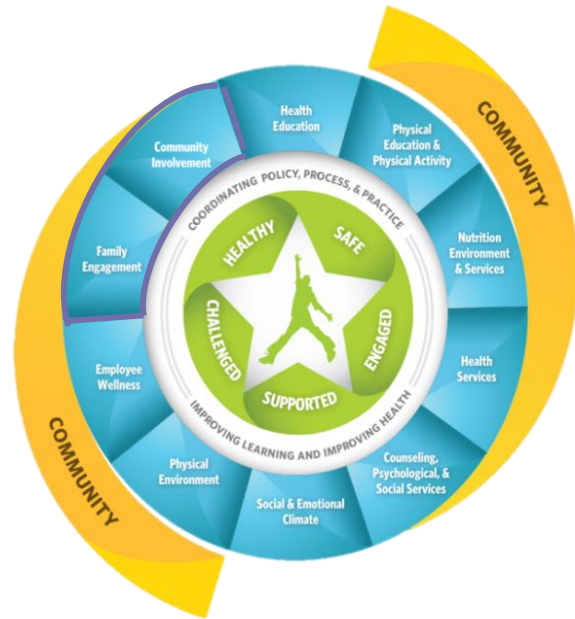 COMMUNITY
Health
Education
Physical
Education &
Physical Activity
Nutrition
Environment
& Services
Health
Services
Counseling,
Psychological, &
Social Services
Social & Emotional
Climate
Physical
Environment
Employee
Wellness
Family
Engagement
Community
Involvement
COORDINATING POLICY, PROCESS, & PRACTICE
IMPROVING LEARNING AND IMPROVING HEALTH
HEALTHY
SAFE
ENGAGED
SUPPORTED
CHALLENGED
COMMUNITY